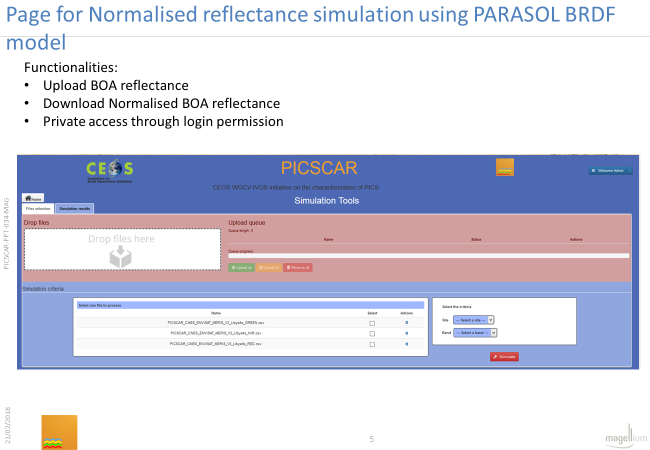 Page for Normalised reflectance simulation using PARASOL BRDF
model
Functionalities:
• Upload BOA reflectance
• Download Normalised BOA reflectance
• Private access through login permission
CEOS
PICSCAR
Welcome Admin
CEOS WGCV IVOS initiative on the characterization of PICS
Home
Simulation Tools
Files selection
Simulation results
Drop files
Drop files here
Upload queue
Queue length: 0
Name Status Actions
Queue progress:
Upload all
Cancel all
Remove all
Simulation criteria
Select one file to process
Name Select Actions
PICSCAR_CNES_ENVISAT_MERIS_V3_Libya4a_GREEN.csv
PICSCAR_CNES_ENVISAT_MERIS_V3_Libya4a_NIR.csv
PICSCAR_CNES_ENVISAT_MERIS_V3_Libya4a_RED.csv
Select the criteria
Site --- Select a site ---
Band --- Select a band ---
Simulate
PICSCAR-PPT-034-MAG
21/02/2018
5
magellium